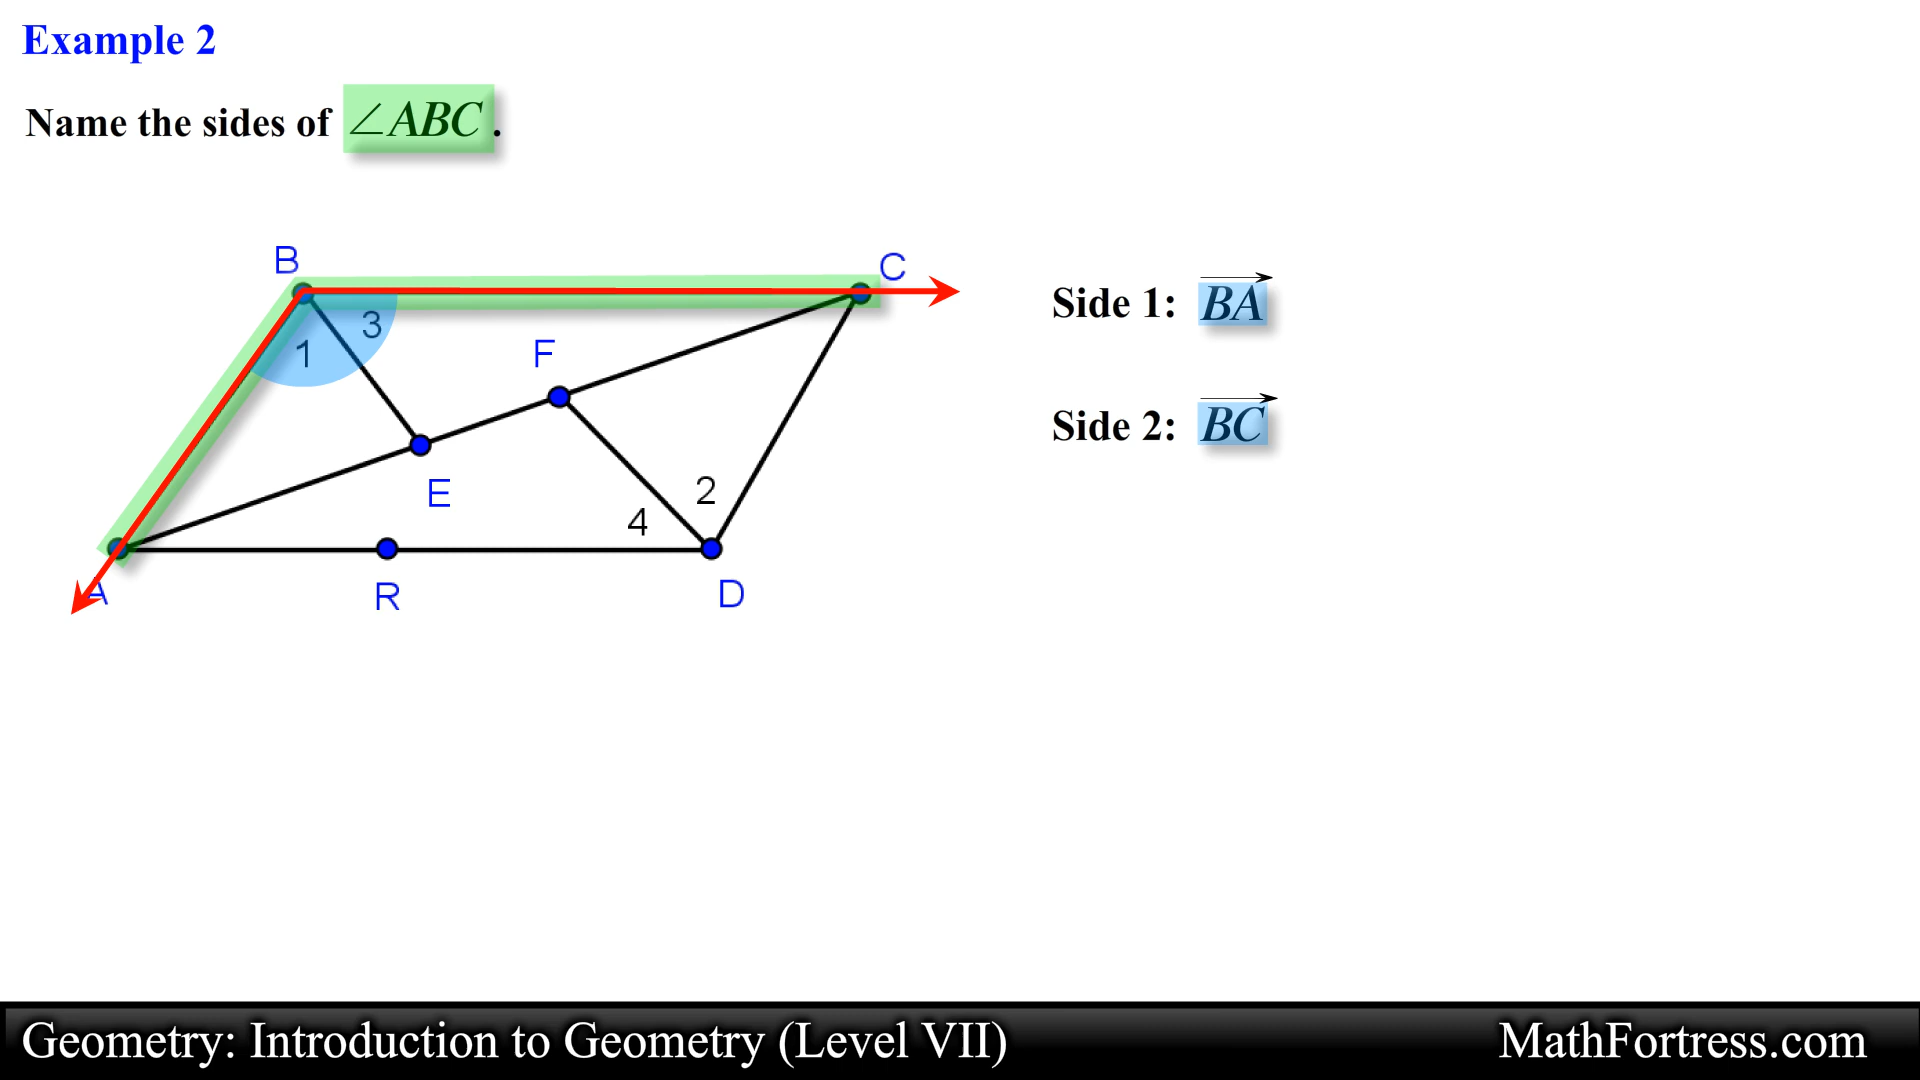 Example 2
Name the sides of ∠ABC.
B
C
3
1
F
Side 1: BA
Side 2: BC
E
2
4
A
R
D
Geometry: Introduction to Geometry (Level VII)
MathFortress.com